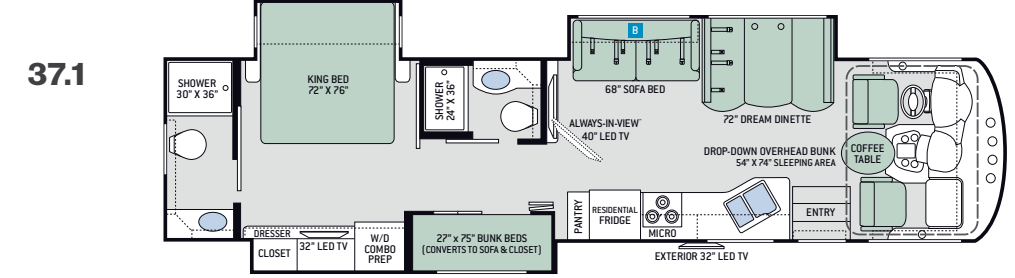 37.1
SHOWER
30" X 36"
KING BED
72" X 76"
SHOWER
24" X 36"
B
68" SOFA BED
72" DREAM DINETTE
ALWAYS-IN-VIEW™
40" LED TV
DROP-DOWN OVERHEAD BUNK
54" X 74" SLEEPING AREA
COFFEE
TABLE
PANTRY
RESIDENTIAL
FRIDGE
MICRO
ENTRY
DRESSER
CLOSET
32" LED TV
W/D
COMBO
PREP
27" x 75" BUNK BEDS
(CONVERTS TO SOFA & CLOSET)
EXTERIOR 32" LED TV